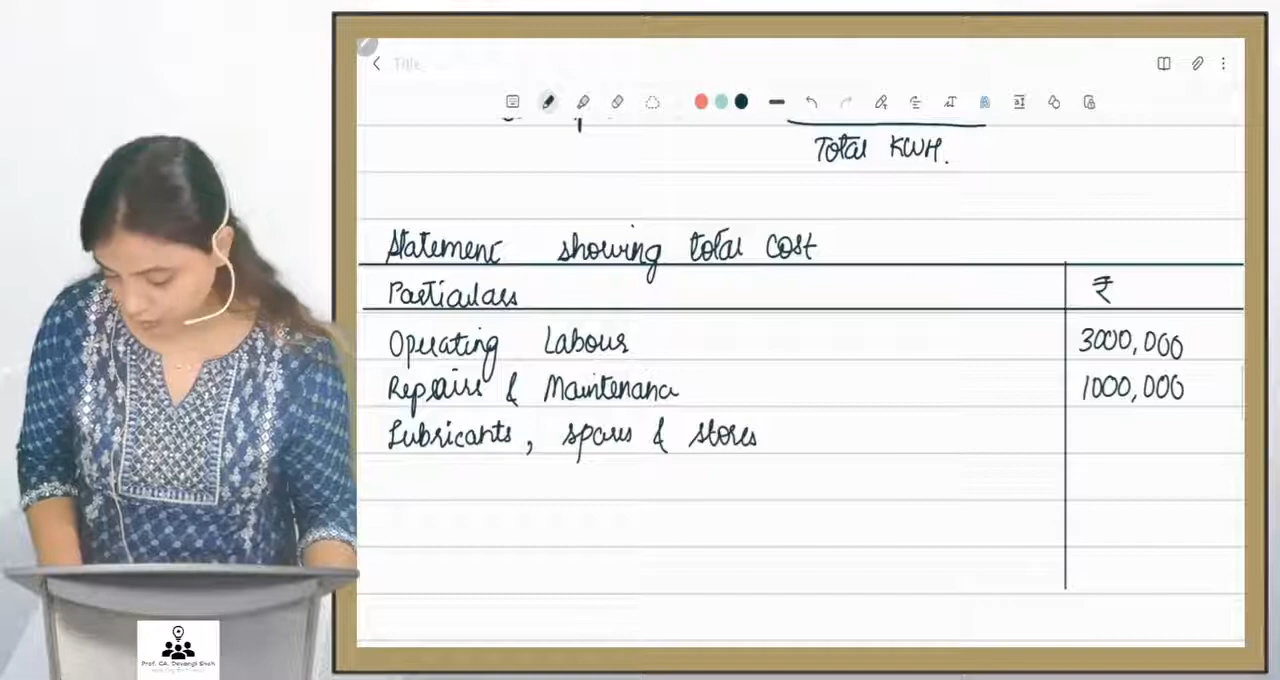 Title
Total KWH.
Statement showing total cost
Particulars ₹
Operating Labour 3000,000
Repairs & Maintenance 1000,000
Lubricants, spares & stores
Prof. CA. Devangi Shah